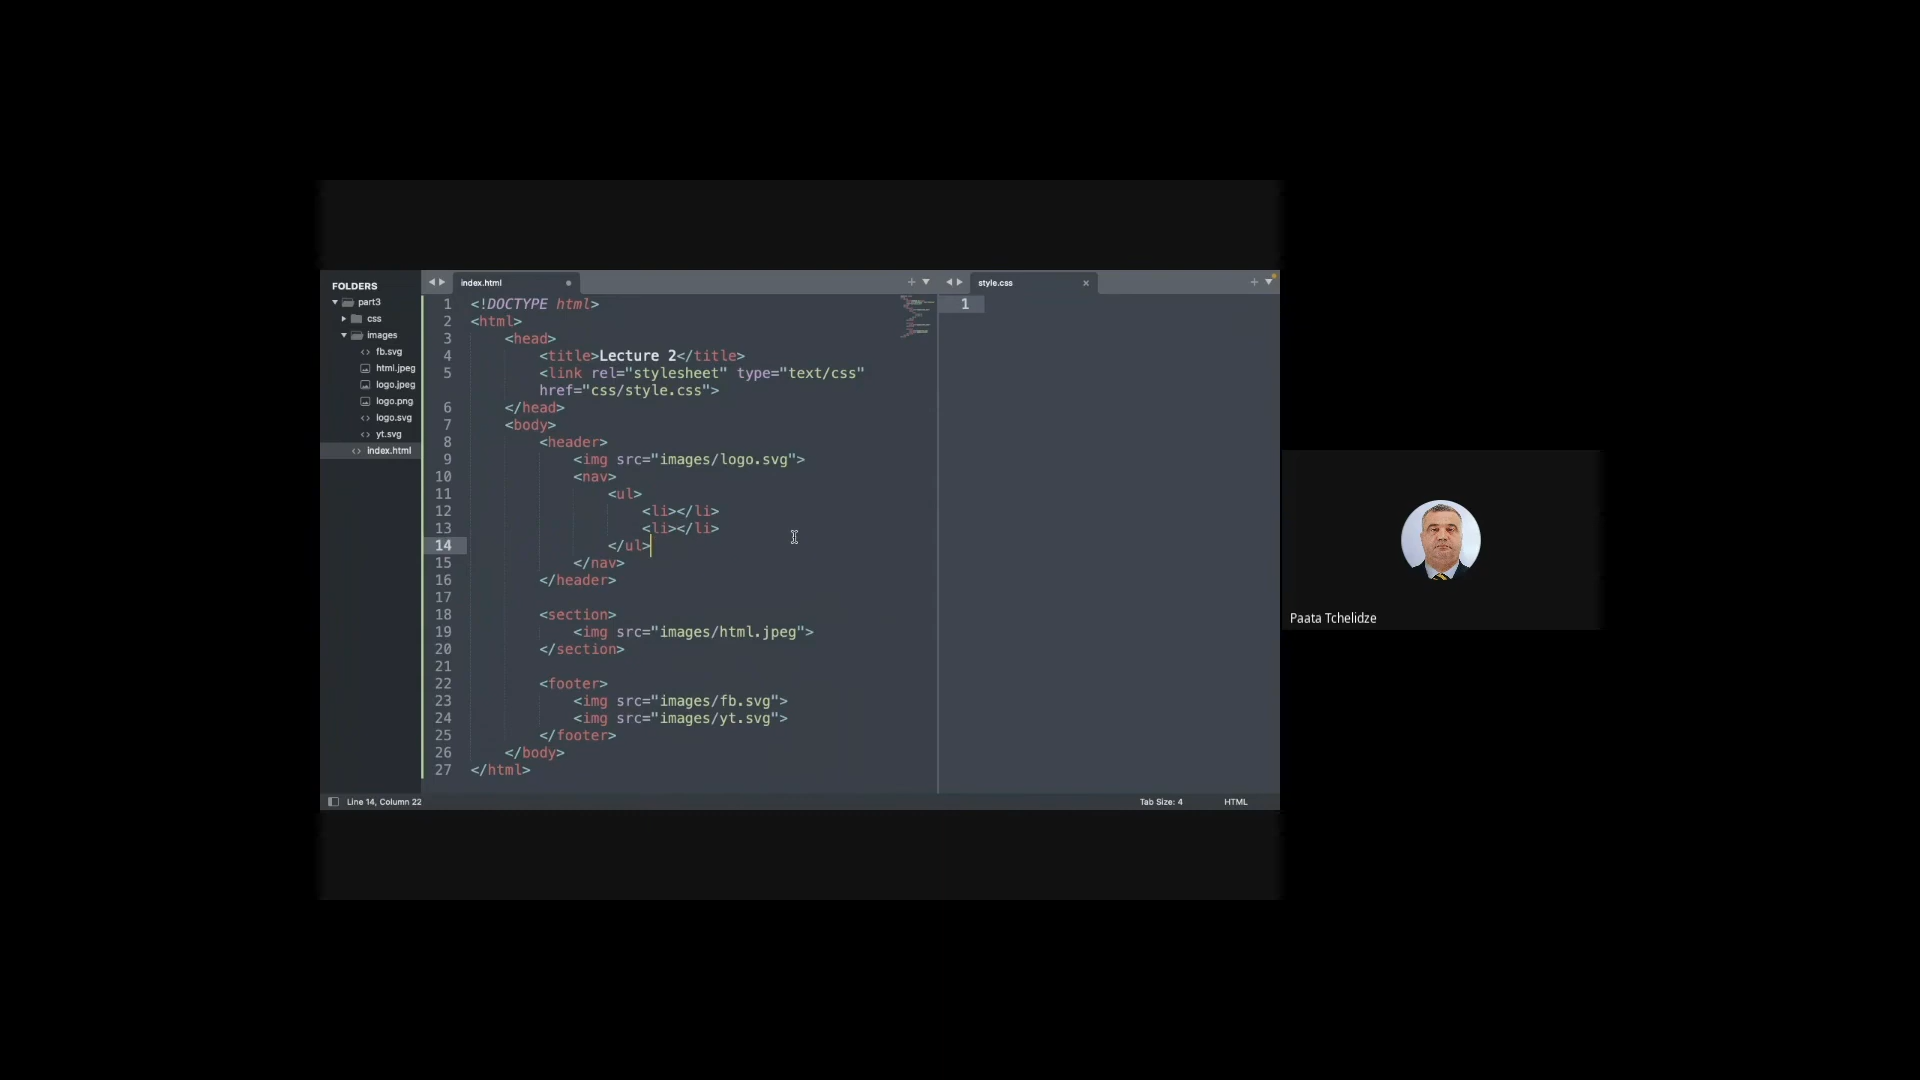 FOLDERS
part3
css
images
fb.svg
html.jpeg
logo.jpeg
logo.png
logo.svg
yt.svg
index.html
index.html
1 <!DOCTYPE html>
2 <html>
3 <head>
4 <title>Lecture 2</title>
5 <link rel="stylesheet" type="text/css"
href="css/style.css">
6 </head>
7 <body>
8 <header>
9 <img src="images/logo.svg">
10 <nav>
11 <ul>
12 <li></li>
13 <li></li>
14 </ul>
15 </nav>
16 </header>
17
18 <section>
19 <img src="images/html.jpeg">
20 </section>
21
22 <footer>
23 <img src="images/fb.svg">
24 <img src="images/yt.svg">
25 </footer>
26 </body>
27 </html>
style.css
1
Line 14, Column 22
Tab Size: 4
HTML
Paata Tchelidze